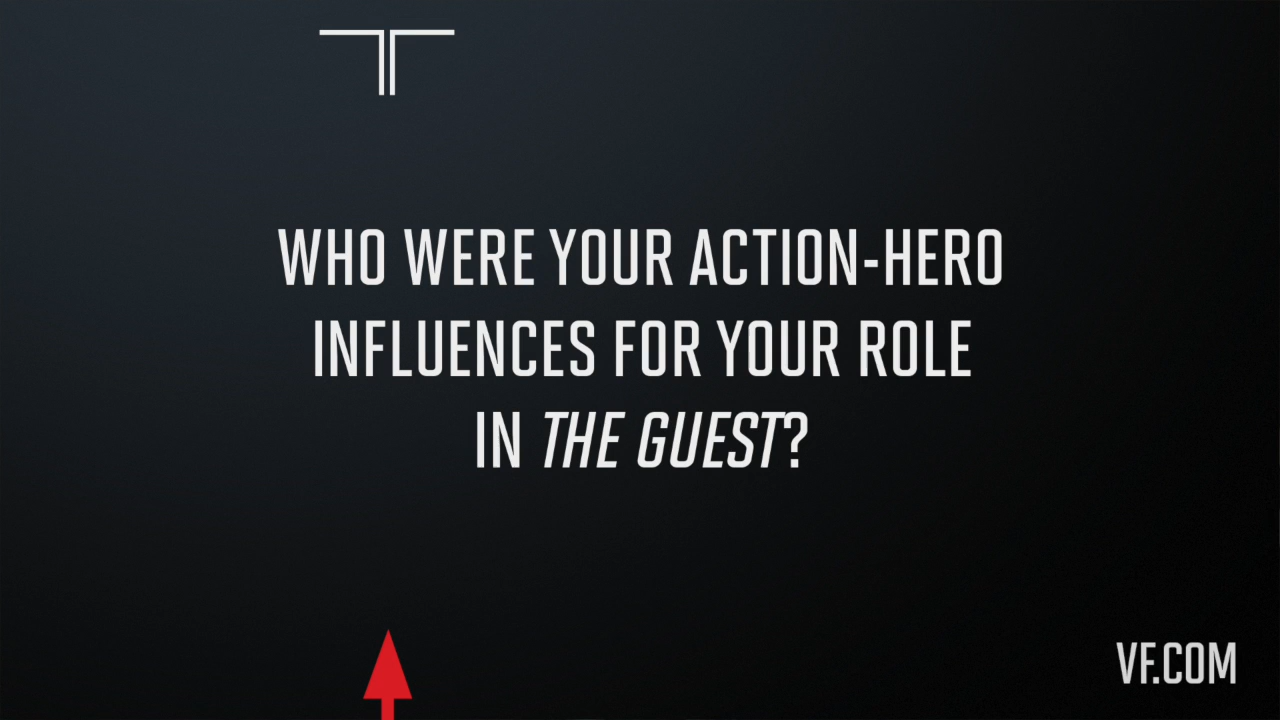 WHO WERE YOUR ACTION-HERO
INFLUENCES FOR YOUR ROLE
IN THE GUEST?
VF.COM